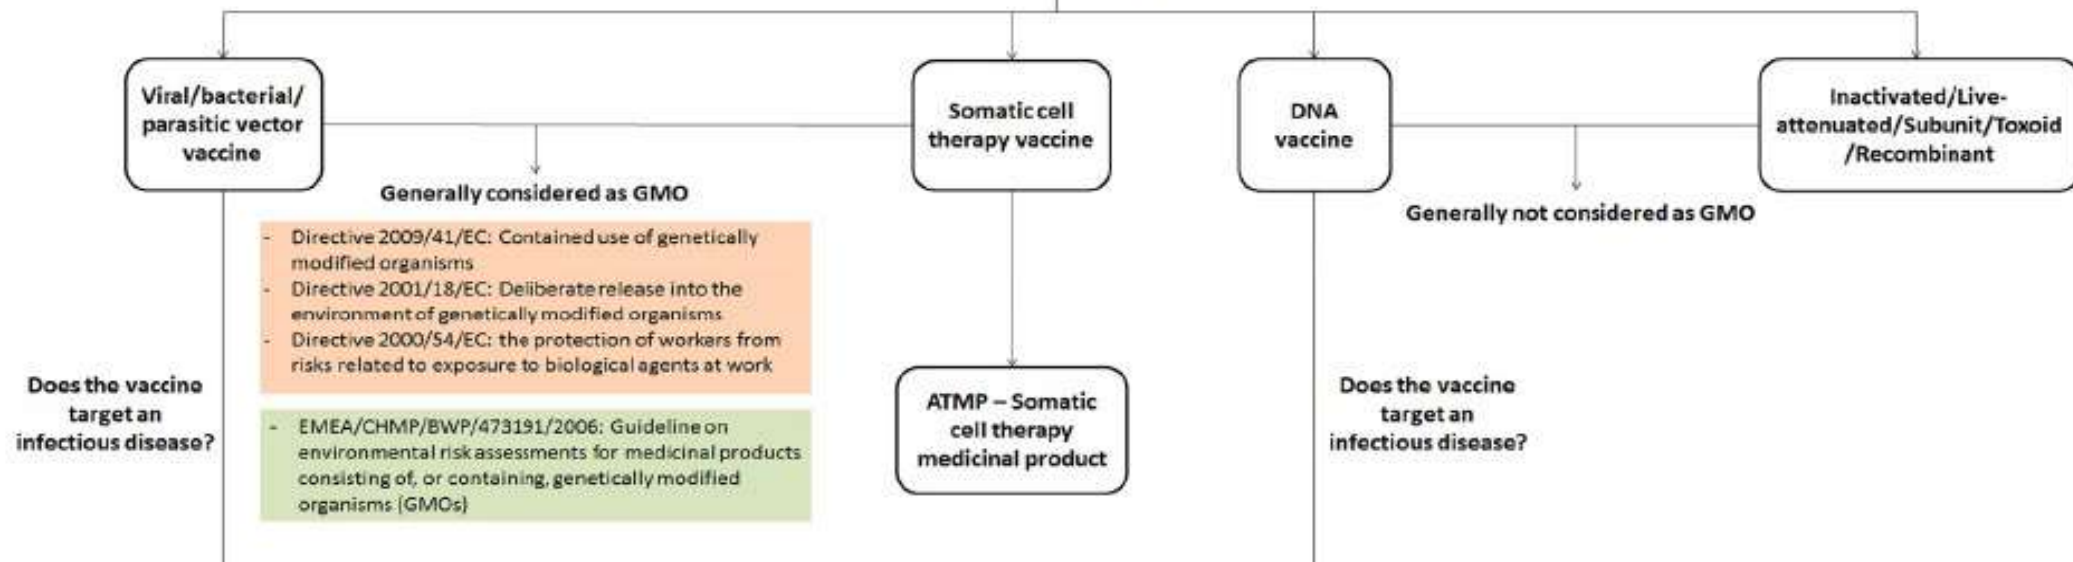 Viral/bacterial/
parasitic vector
vaccine
Somatic cell
therapy vaccine
DNA
vaccine
Inactivated/Live-
attenuated/Subunit/Toxoid
/Recombinant
Generally considered as GMO
Generally not considered as GMO
- Directive 2009/41/EC: Contained use of genetically
modified organisms
- Directive 2001/18/EC: Deliberate release into the
environment of genetically modified organisms
- Directive 2000/54/EC: the protection of workers from
risks related to exposure to biological agents at work
Does the vaccine
target an
infectious disease?
- EMEA/CHMP/BWP/473191/2006: Guideline on
environmental risk assessments for medicinal products
consisting of, or containing, genetically modified
organisms (GMOs)
ATMP – Somatic
cell therapy
medicinal product
Does the vaccine
target an
infectious disease?